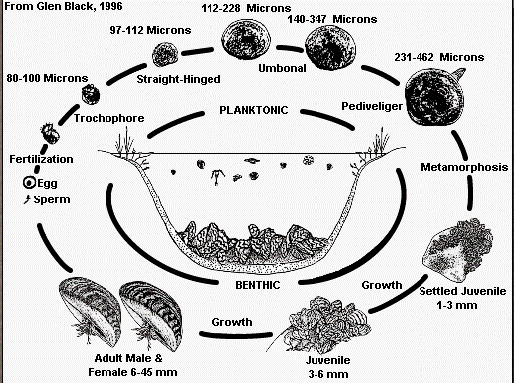 From Glen Black, 1996
112-228 Microns
140-347 Microns
97-112 Microns
231-462 Microns
Straight-Hinged
Umbonal
80-100 Microns
Trochophore
PLANKTONIC
Pediveliger
Fertilization
Egg
Sperm
Metamorphosis
BENTHIC
Growth
Settled Juvenile
1-3 mm
Growth
Juvenile
3-6 mm
Adult Male &
Female 6-45 mm